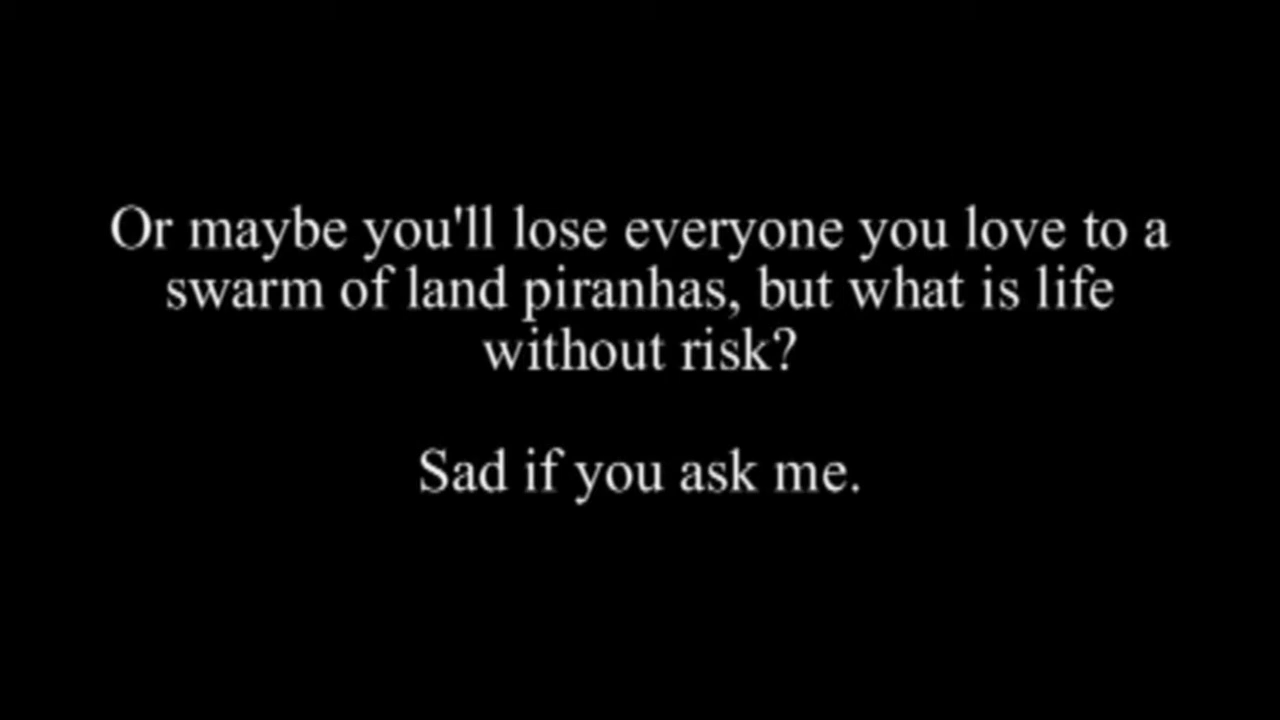 Or maybe you'll lose everyone you love to a
swarm of land piranhas, but what is life
without risk?
Sad if you ask me.